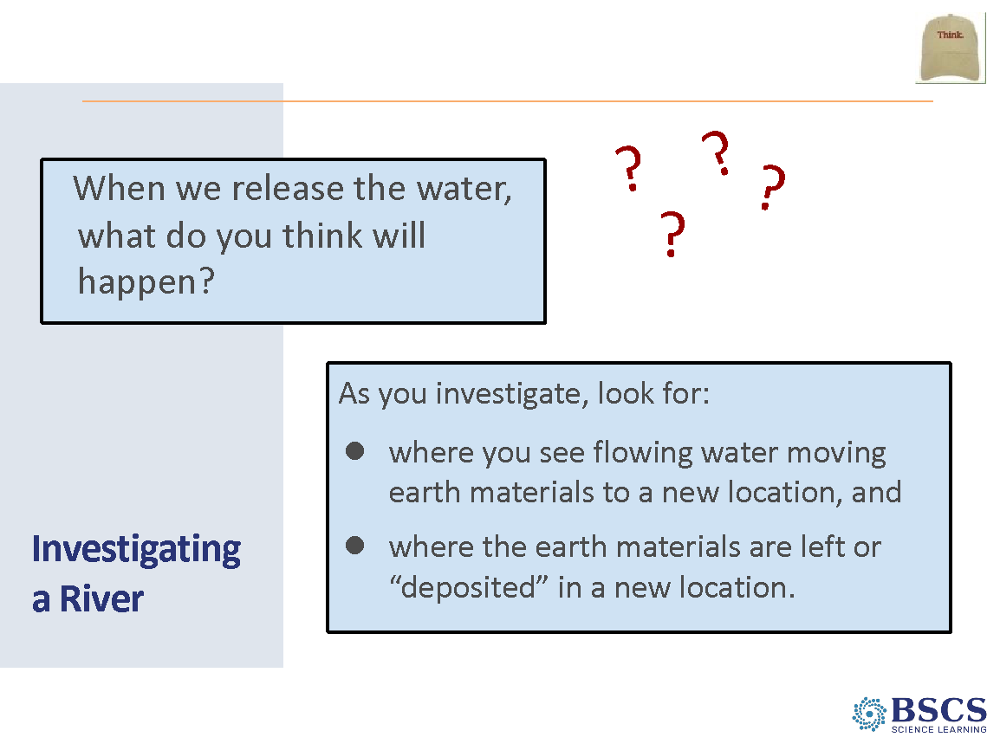 Think.
When we release the water,
what do you think will
happen?
? ? ? ?
As you investigate, look for:
● where you see flowing water moving
earth materials to a new location, and
● where the earth materials are left or
“deposited” in a new location.
Investigating
a River
BSCS
SCIENCE LEARNING